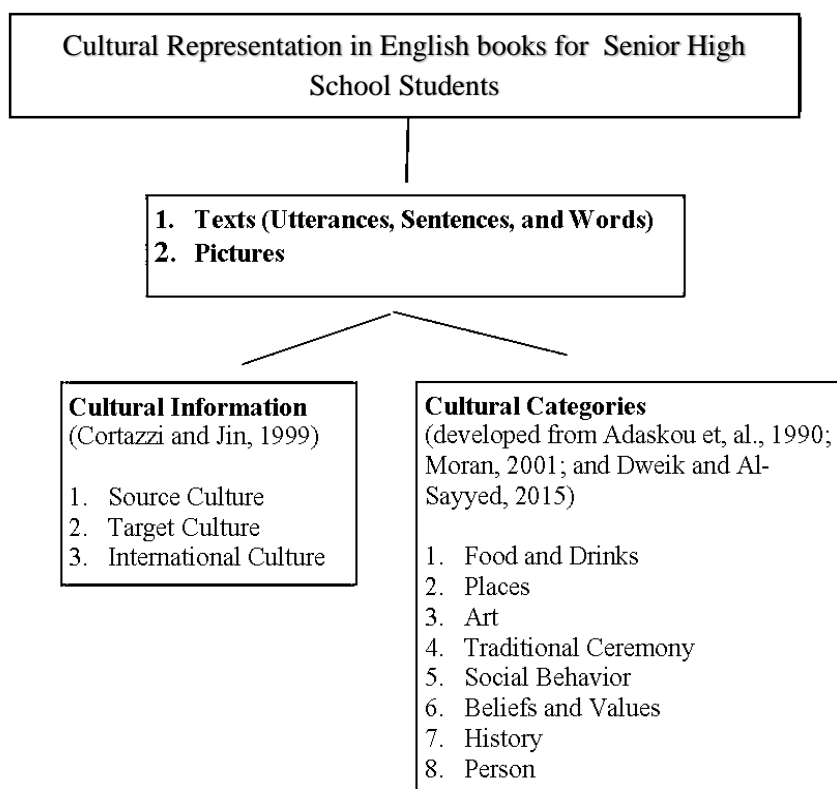 Cultural Representation in English books for Senior High
School Students
1. Texts (Utterances, Sentences, and Words)
2. Pictures
Cultural Information
(Cortazzi and Jin, 1999)
1. Source Culture
2. Target Culture
3. International Culture
Cultural Categories
(developed from Adaskou et, al., 1990;
Moran, 2001; and Dweik and Al-
Sayyed, 2015)
1. Food and Drinks
2. Places
3. Art
4. Traditional Ceremony
5. Social Behavior
6. Beliefs and Values
7. History
8. Person